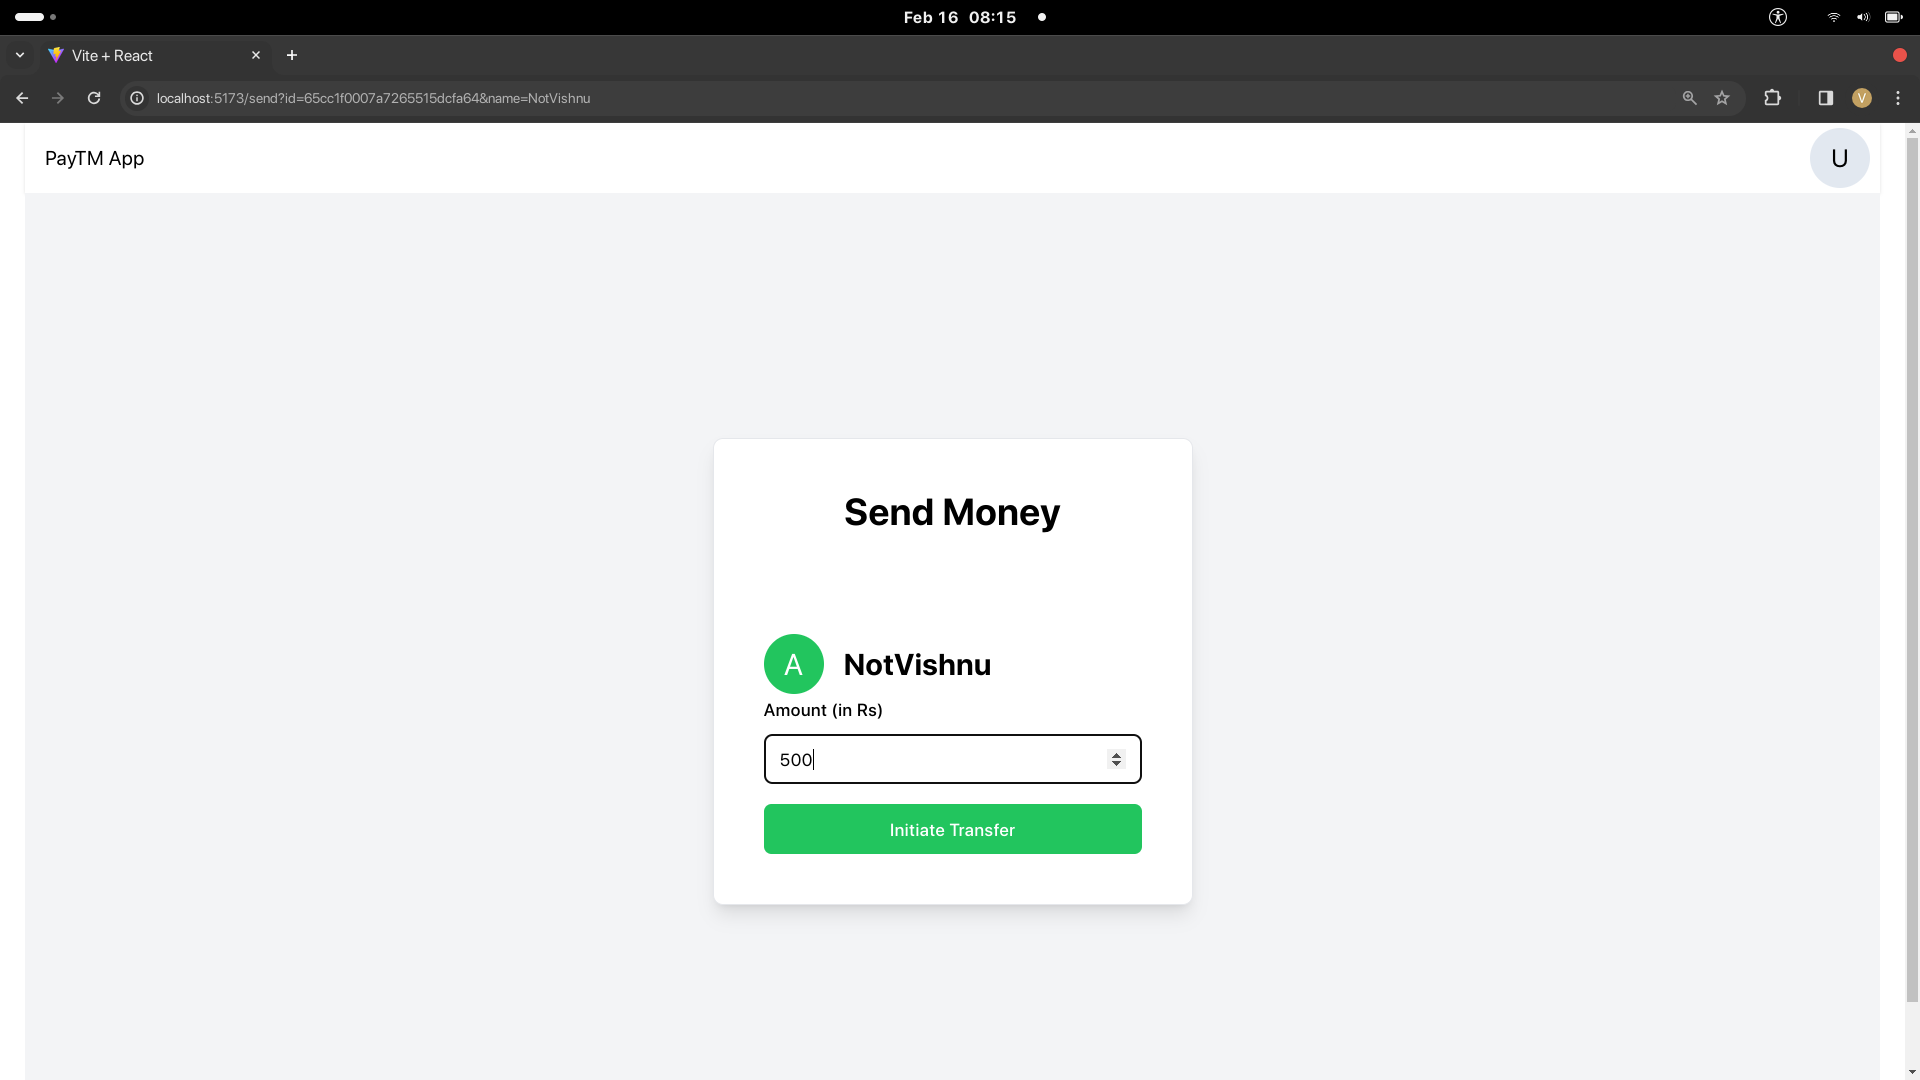 Feb 16 08:15
Vite + React
localhost:5173/send?id=65cc1f0007a7265515dcfa64&name=NotVishnu
V
PayTM App
U
Send Money
A NotVishnu
Amount (in Rs)
500
Initiate Transfer